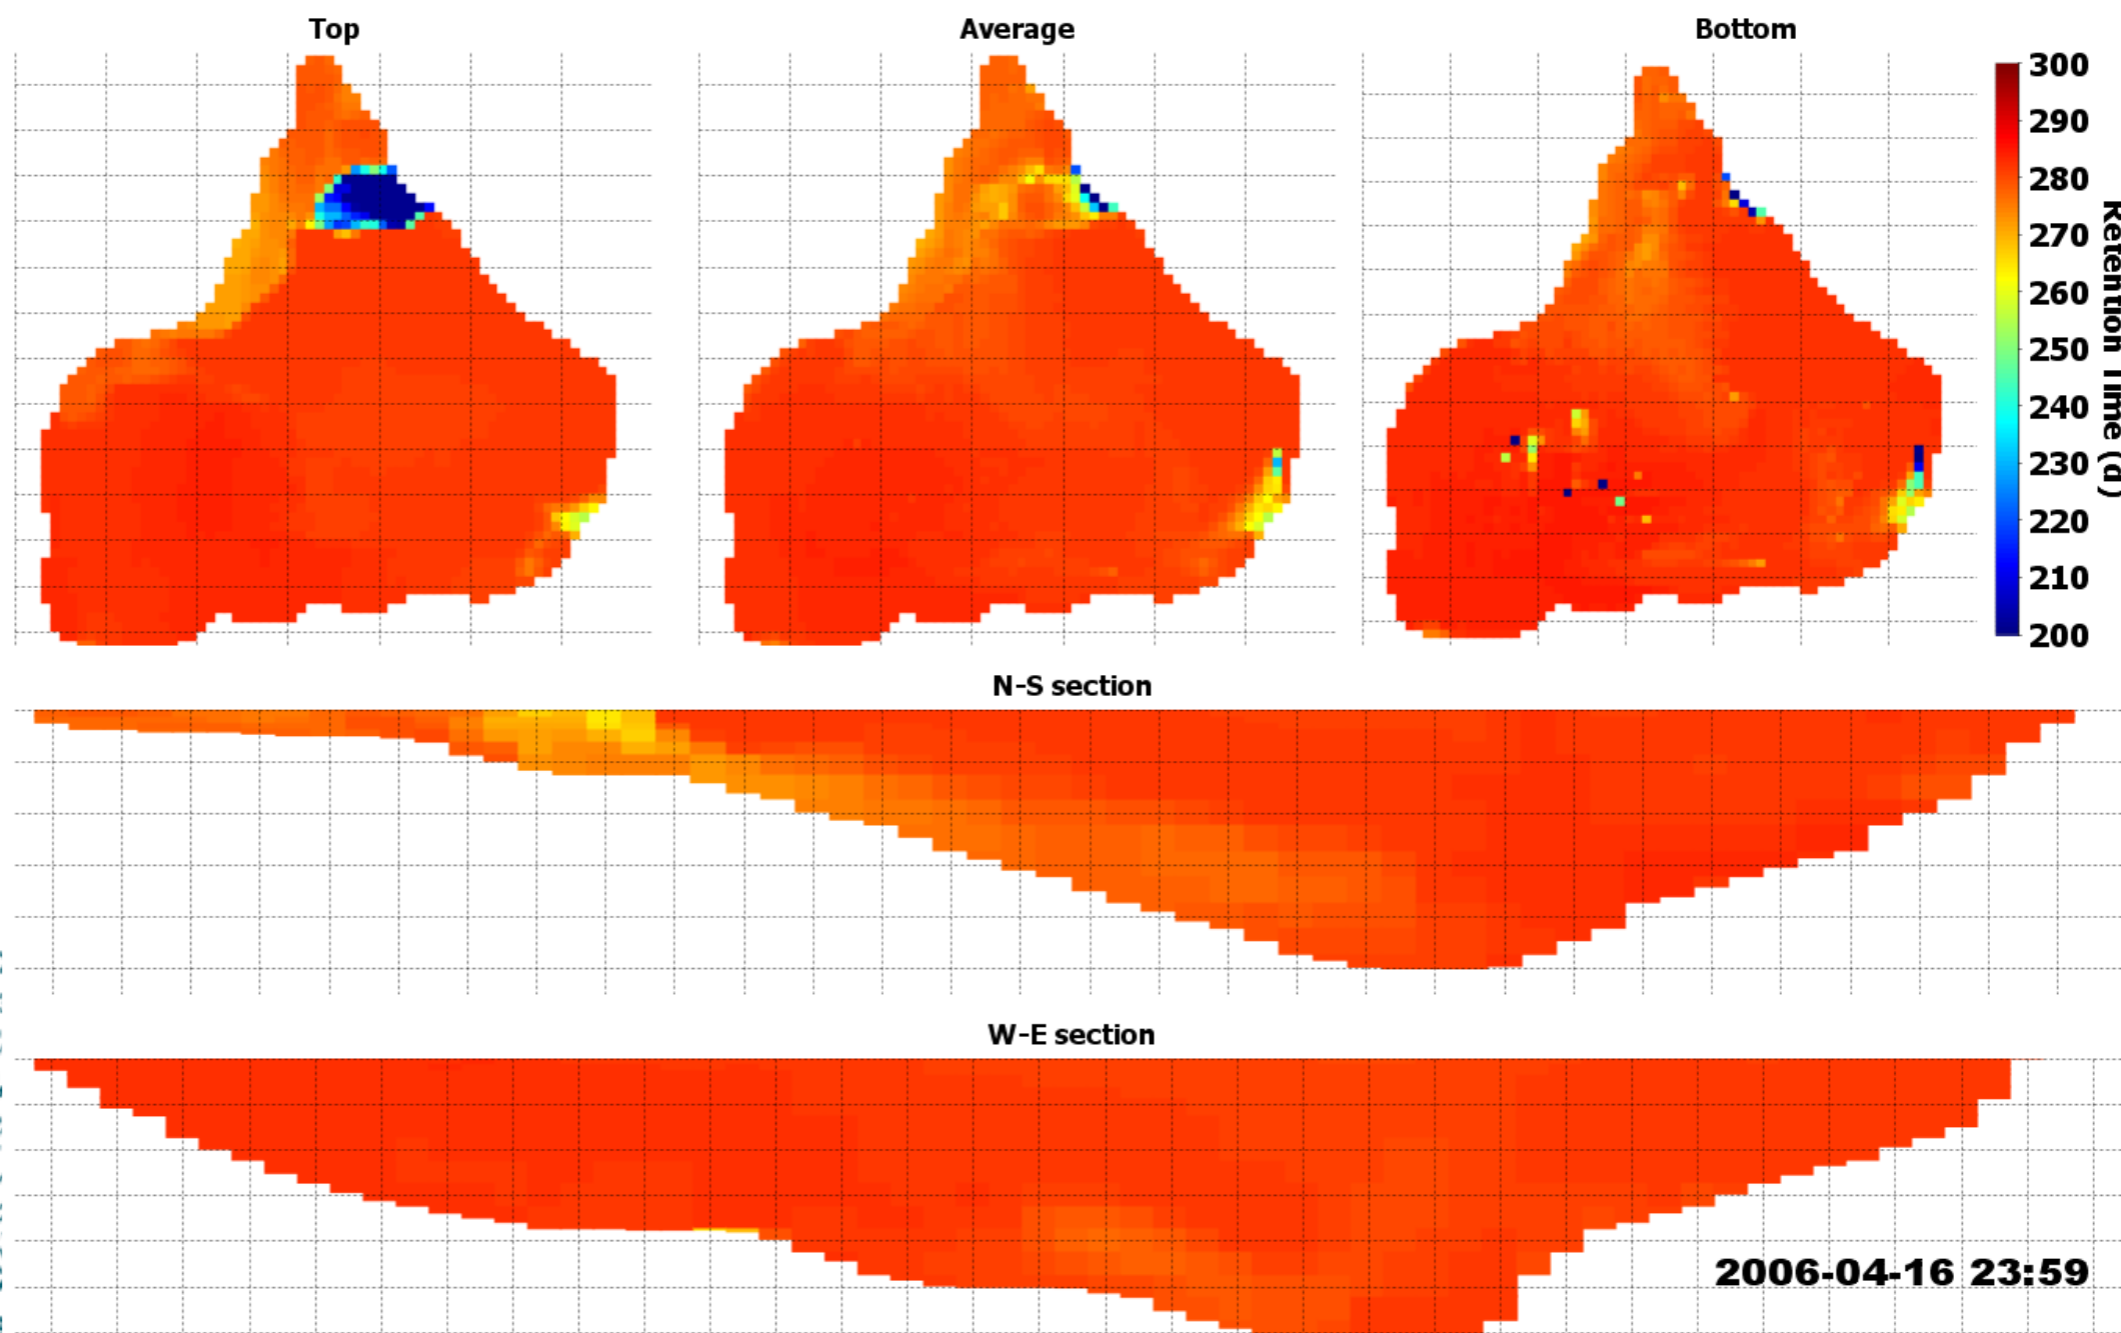 Top
Average
Bottom
300
290
280
270
260
250
240
230
220
210
200
Retention Time (d)
N-S section
W-E section
2006-04-16 23:59